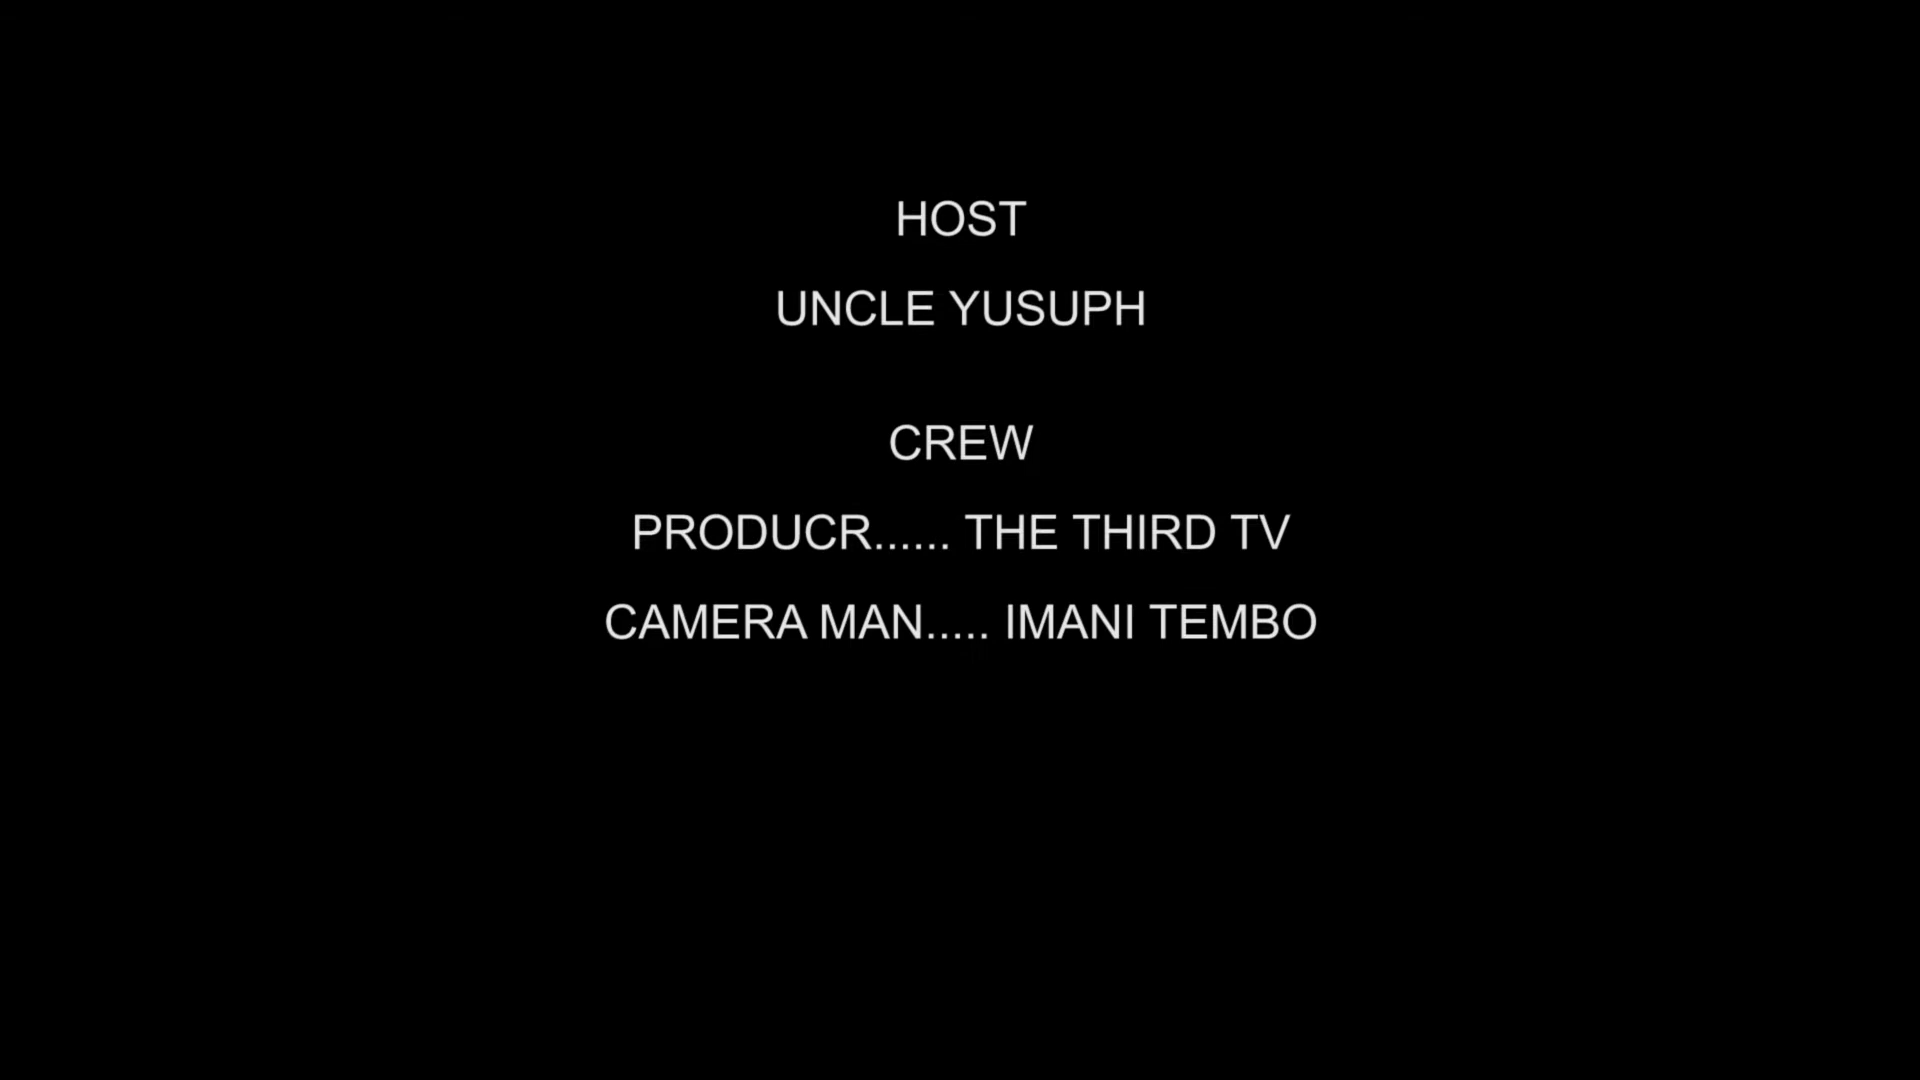 HOST
UNCLE YUSUPH
CREW
PRODUCR...... THE THIRD TV
CAMERA MAN..... IMANI TEMBO